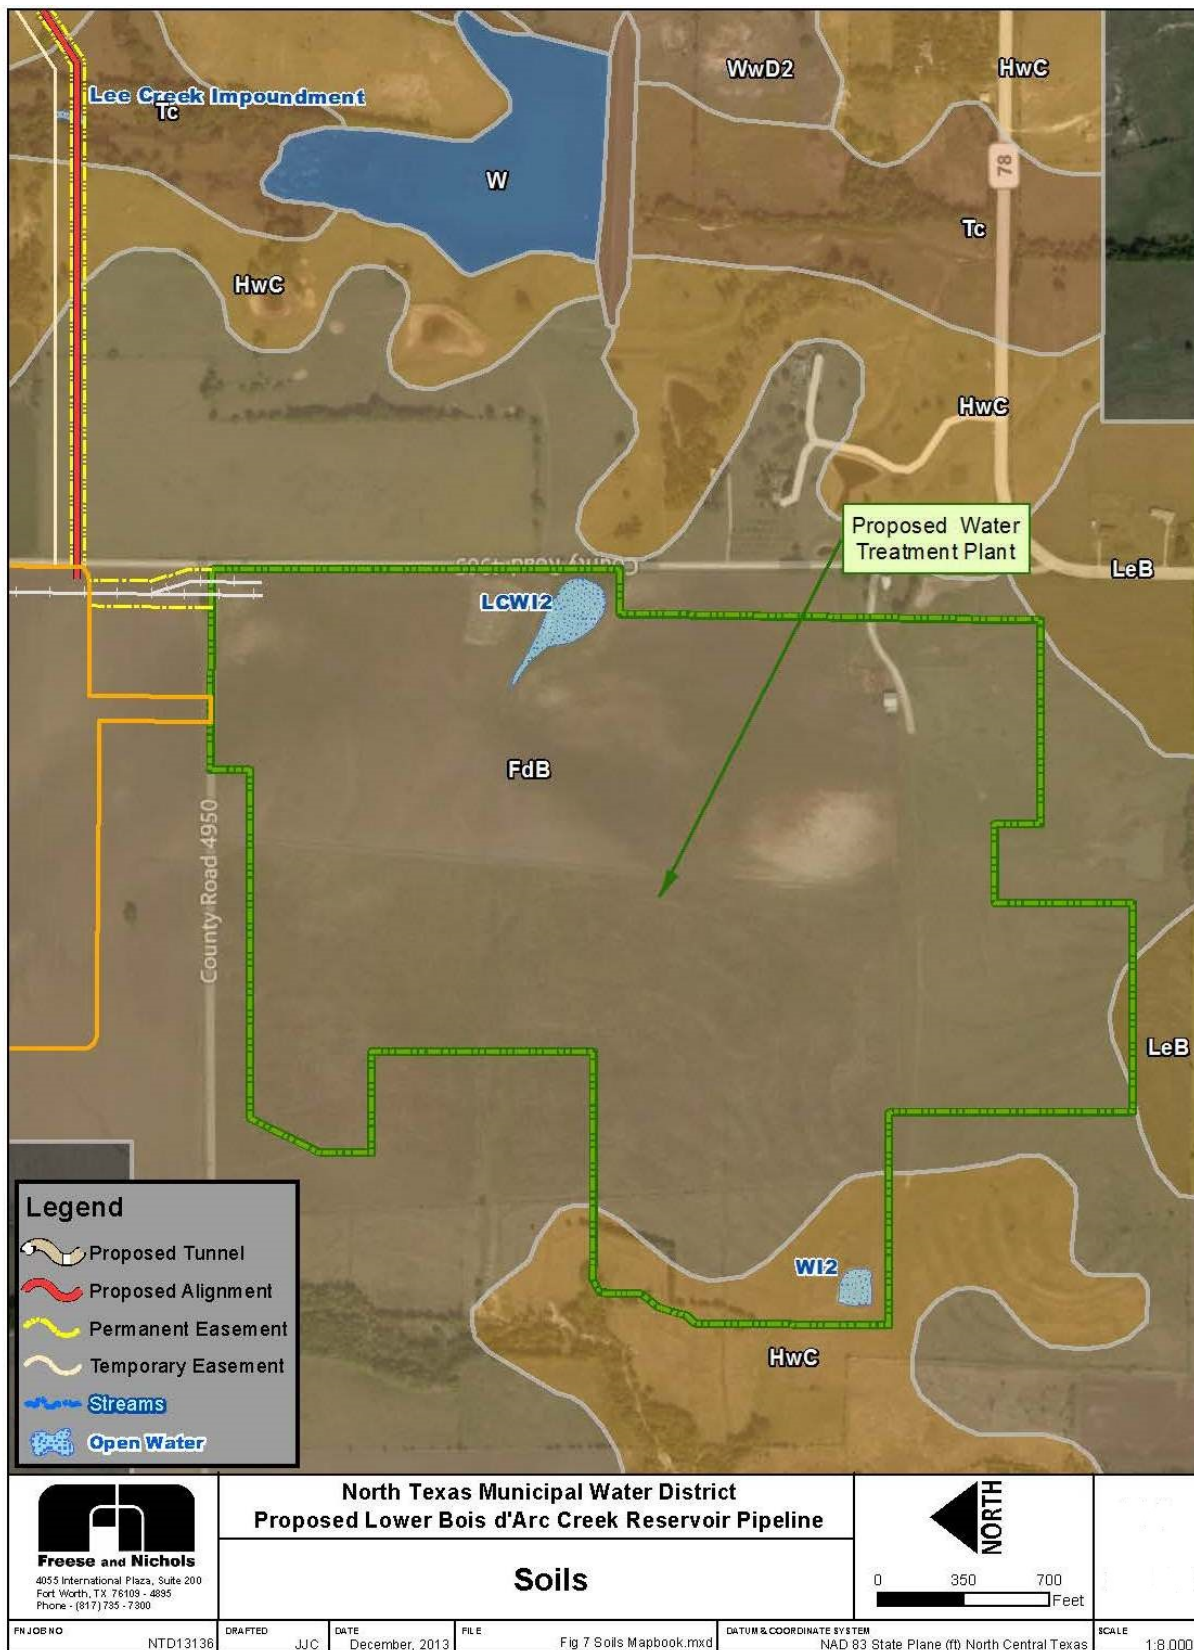 WwD2
HwC
Lee Creek Impoundment
Tc
78
W
Tc
HwC
HwC
Proposed Water
Treatment Plant
LeB
LCWI2
FdB
County Road 4950
LeB
WI2
HwC
Legend
Proposed Tunnel
Proposed Alignment
Permanent Easement
Temporary Easement
Streams
Open Water
Freese and Nichols
4055 International Plaza, Suite 200
Fort Worth, TX 76109 - 4895
Phone - (817) 735 - 7300
North Texas Municipal Water District
Proposed Lower Bois d'Arc Creek Reservoir Pipeline
Soils
NORTH
0 350 700
Feet
FN JOB NO
NTD13136
DRAFTED
JJC
DATE
December, 2013
FILE
Fig 7 Soils Mapbook.mxd
DATUM & COORDINATE SYSTEM
NAD 83 State Plane (ft) North Central Texas
SCALE
1:8,000